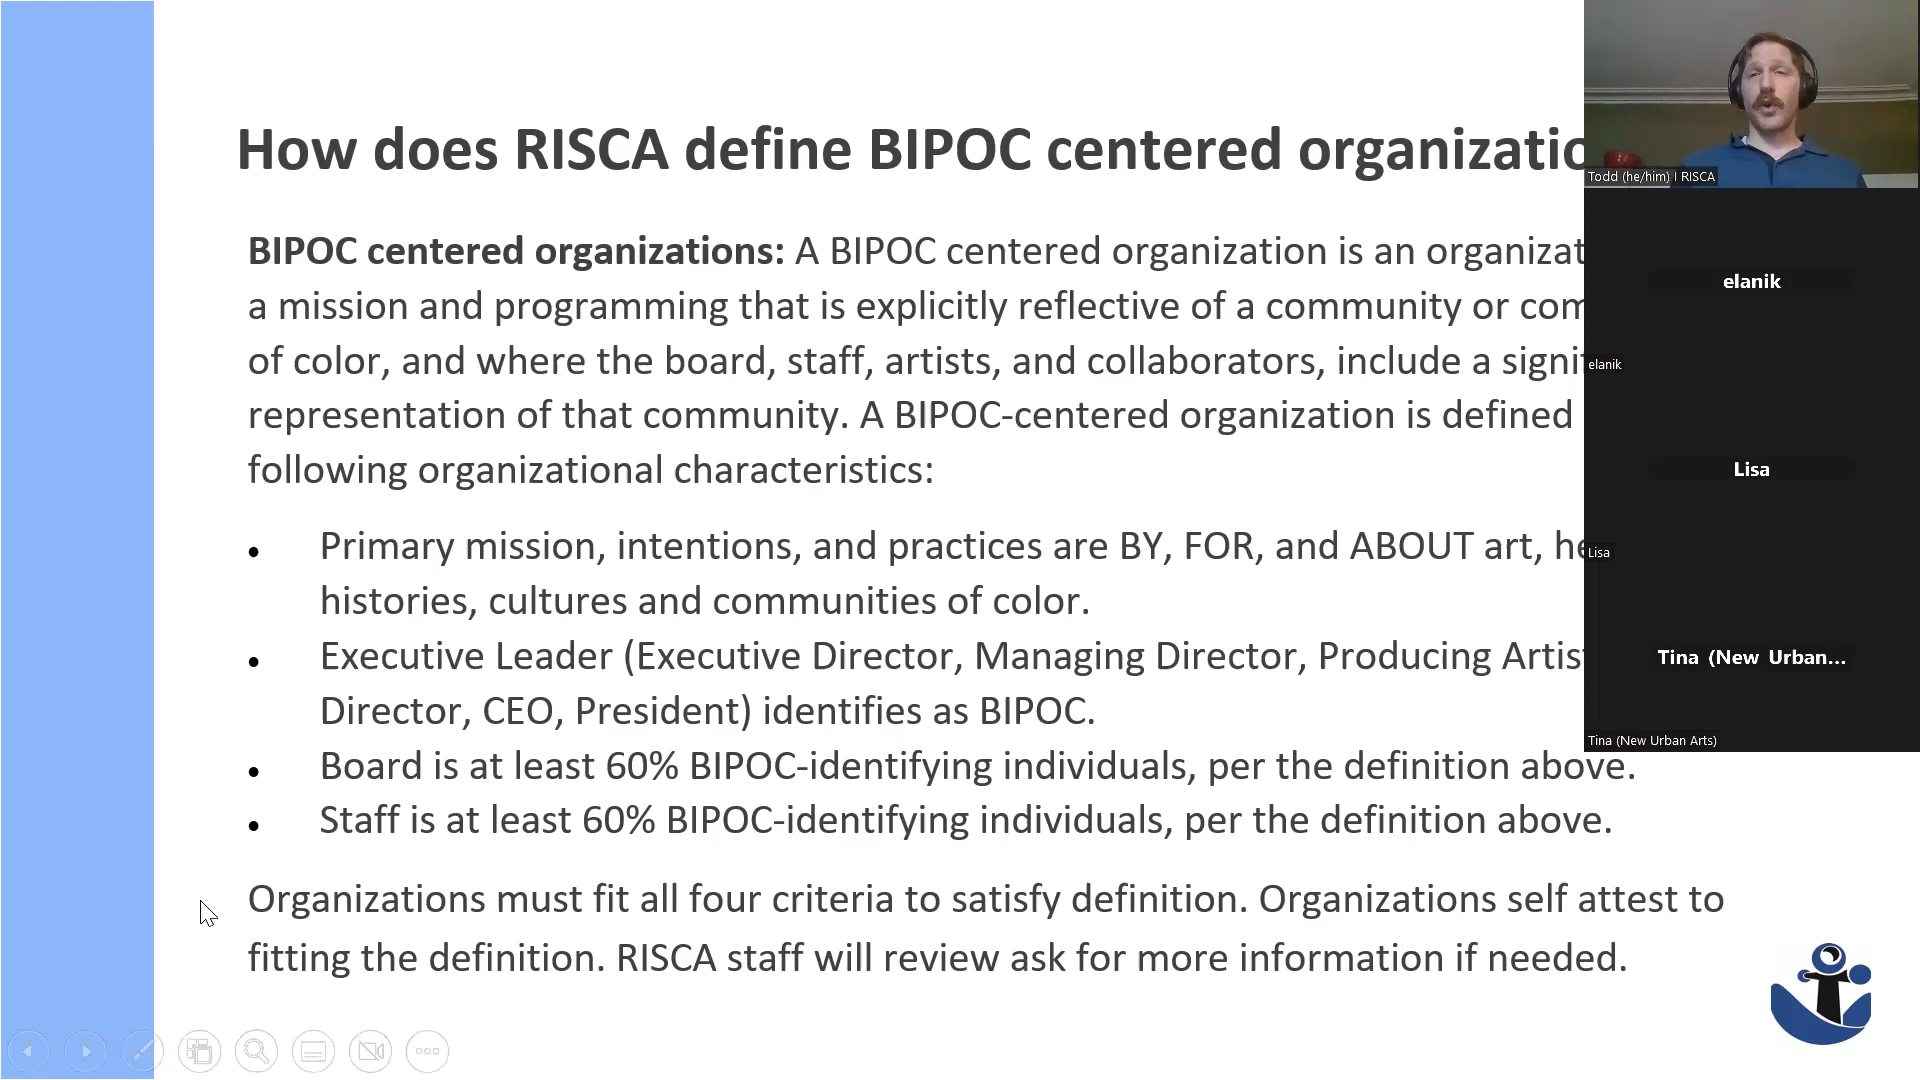 How does RISCA define BIPOC centered
BIPOC centered organizations: A BIPOC centered organization is an
a mission and programming that is explicitly reflective of a community or
of color, and where the board, staff, artists, and collaborators, include a
representation of that community. A BIPOC-centered organization is defined
following organizational characteristics:
• Primary mission, intentions, and practices are BY, FOR, and ABOUT art,
histories, cultures and communities of color.
• Executive Leader (Executive Director, Managing Director, Producing
Director, CEO, President) identifies as BIPOC.
• Board is at least 60% BIPOC-identifying individuals, per the definition above.
• Staff is at least 60% BIPOC-identifying individuals, per the definition above.
Organizations must fit all four criteria to satisfy definition. Organizations self attest to
fitting the definition. RISCA staff will review ask for more information if needed.
Todd (he/him) I RISCA
elanik
elanik
Lisa
Lisa
Tina (New Urban...
Tina (New Urban Arts)